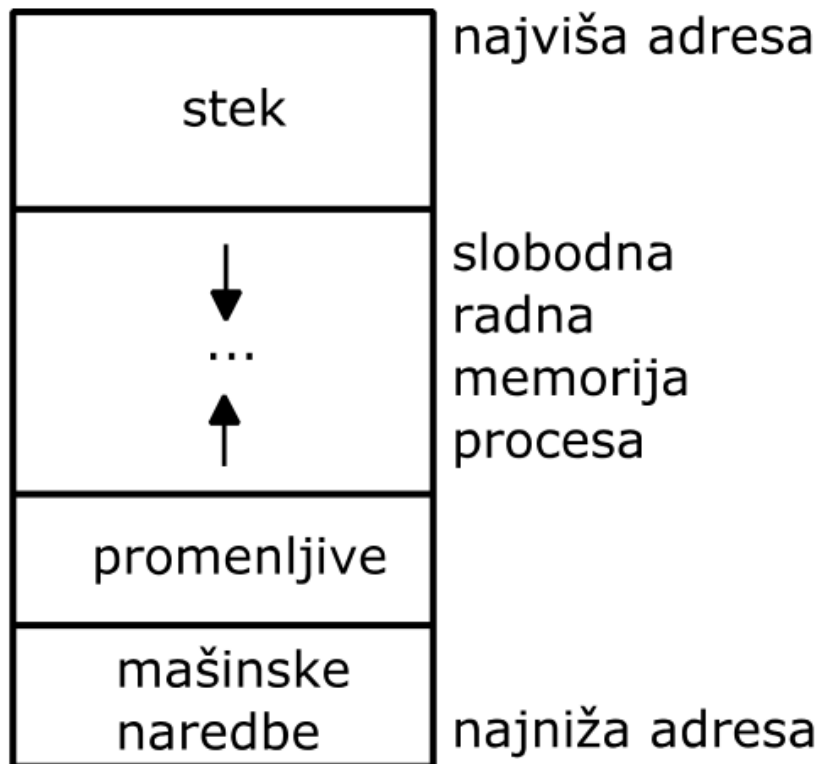 najviša adresa
stek
slobodna
radna
memorija
procesa
...
promenljive
mašinske
naredbe
najniža adresa